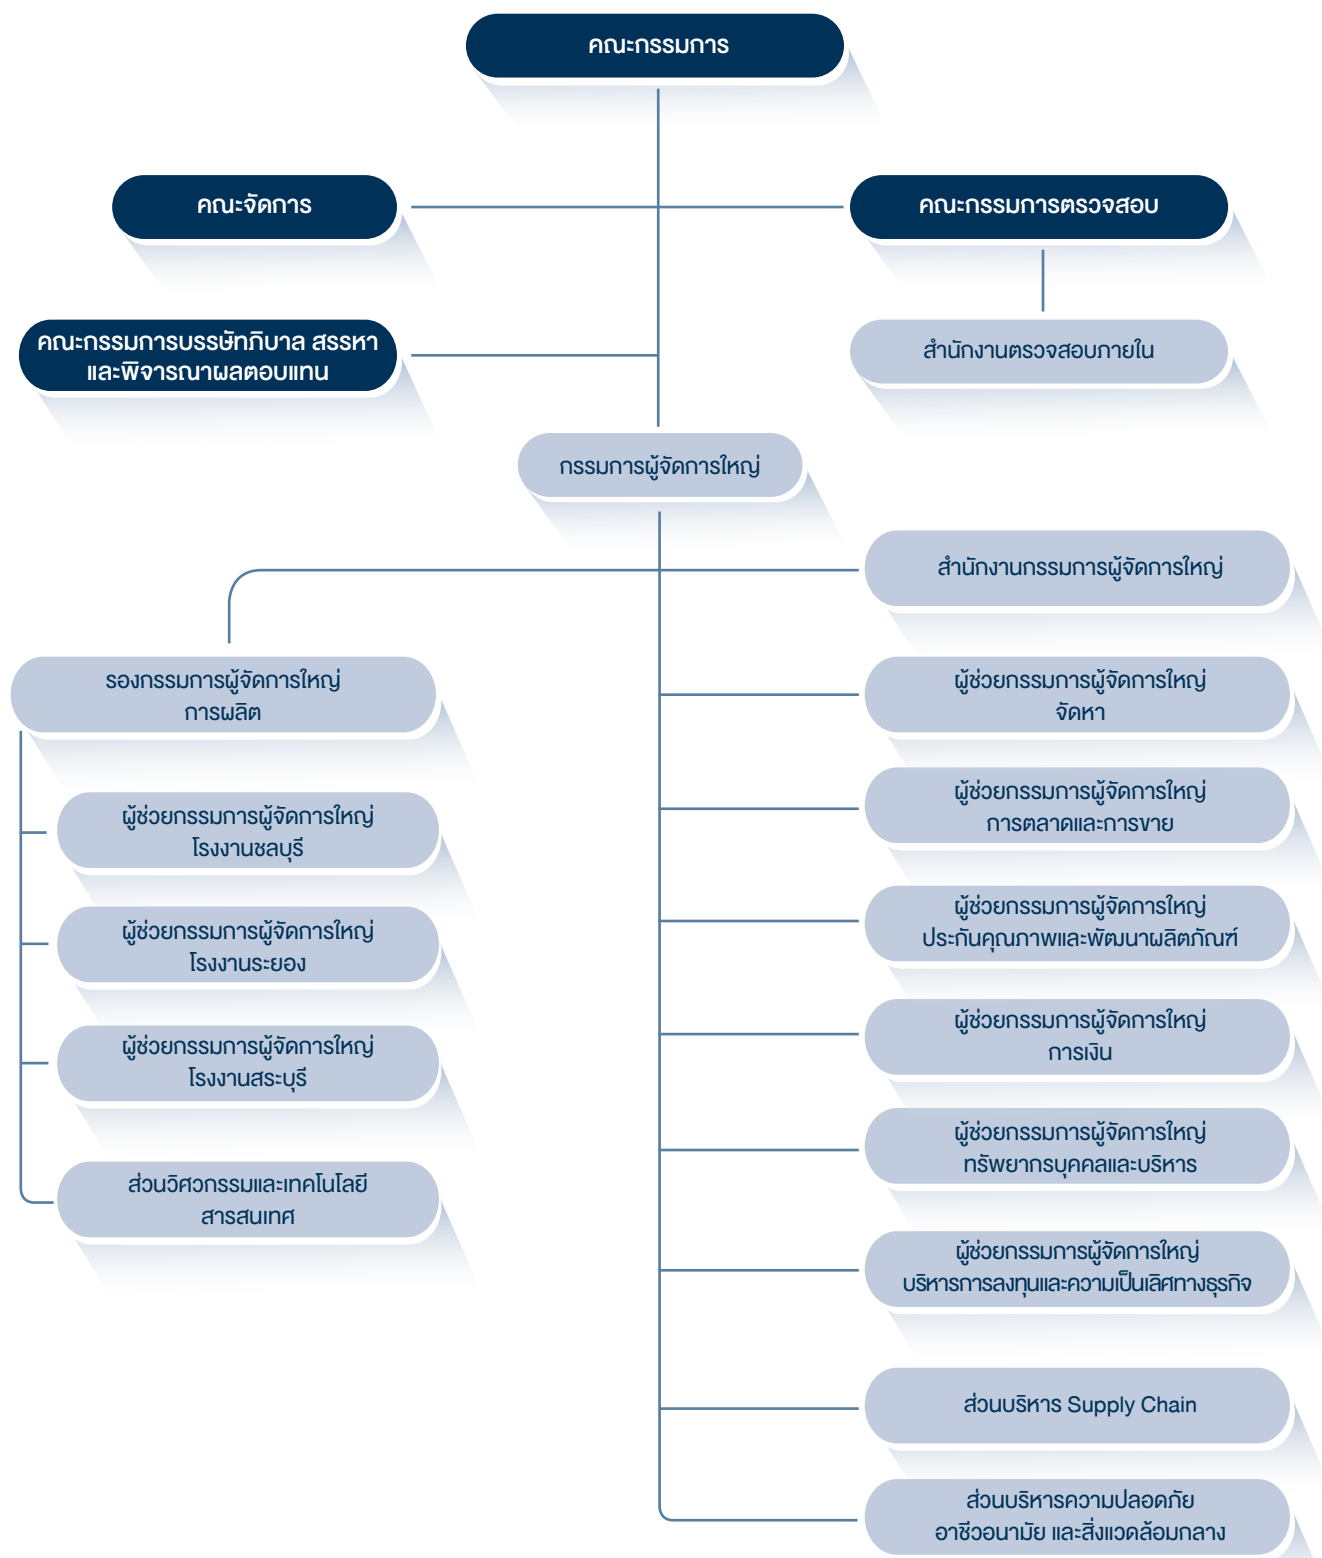 คณะกรรมการ
คณะจัดการ
คณะกรรมการตรวจสอบ
คณะกรรมการบรรษัทภิบาล สรรหา
และพิจารณาผลตอบแทน
สำนักงานตรวจสอบภายใน
กรรมการผู้จัดการใหญ่
สำนักงานกรรมการผู้จัดการใหญ่
รองกรรมการผู้จัดการใหญ่
การผลิต
ผู้ช่วยกรรมการผู้จัดการใหญ่
โรงงานชลบุรี
ผู้ช่วยกรรมการผู้จัดการใหญ่
โรงงานระยอง
ผู้ช่วยกรรมการผู้จัดการใหญ่
โรงงานสระบุรี
ส่วนวิศวกรรมและเทคโนโลยี
สารสนเทศ
ผู้ช่วยกรรมการผู้จัดการใหญ่
จัดหา
ผู้ช่วยกรรมการผู้จัดการใหญ่
การตลาดและการขาย
ผู้ช่วยกรรมการผู้จัดการใหญ่
ประกันคุณภาพและพัฒนาผลิตภัณฑ์
ผู้ช่วยกรรมการผู้จัดการใหญ่
การเงิน
ผู้ช่วยกรรมการผู้จัดการใหญ่
ทรัพยากรบุคคลและบริหาร
ผู้ช่วยกรรมการผู้จัดการใหญ่
บริหารการลงทุนและความเป็นเลิศทางธุรกิจ
ส่วนบริหาร Supply Chain
ส่วนบริหารความปลอดภัย
อาชีวอนามัย และสิ่งแวดล้อมกลาง